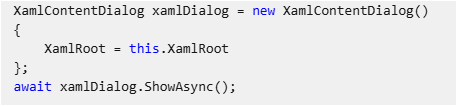 XamlContentDialog xamlDialog = new XamlContentDialog()
{
    XamlRoot = this.XamlRoot
};
await xamlDialog.ShowAsync();